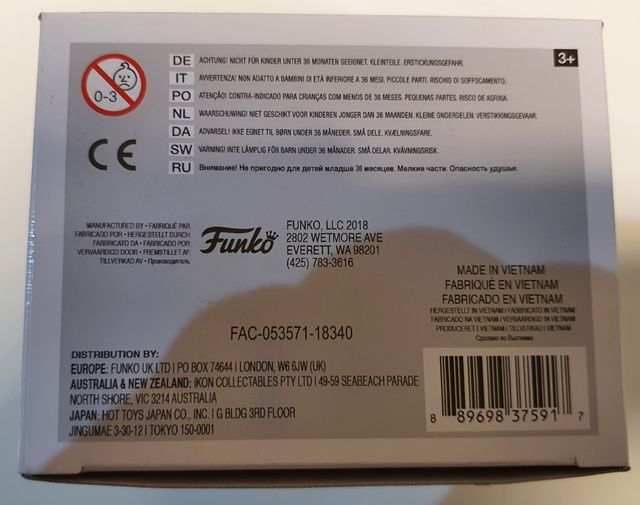 0-3
3+
DE ACHTUNG! NICHT FÜR KINDER UNTER 36 MONATEN GEEIGNET. KLEINTEILE. ERSTICKUNGSGEFAHR.
IT AVVERTENZA! NON ADATTO A BAMBINI DI ETÀ INFERIORE A 36 MESI. PICCOLE PARTI. RISCHIO DI SOFFOCAMENTO.
PO ATENÇÃO! CONTRA-INDICADO PARA CRIANÇAS COM MENOS DE 36 MESES. PEQUENAS PARTES. RISCO DE ASFIXIA.
NL WAARSCHUWING! NIET GESCHIKT VOOR KINDEREN JONGER DAN 36 MAANDEN. KLEINE ONDERDELEN. VERSTIKKINGSGEVAAR.
DA ADVARSEL! IKKE EGNET TIL BØRN UNDER 36 MÅNEDER. SMÅ DELE. KVÆLNINGSFARE.
SW VARNING! INTE LÄMPLIG FÖR BARN UNDER 36 MÅNADER. SMÅ DELAR. KVÄVNINGSRISK.
RU Внимание! Не пригодно для детей младше 36 месяцев. Мелкие части. Опасность удушья.
CE
MANUFACTURED BY • FABRIQUÉ PAR
FABRICADO POR • HERGESTELLT DURCH
FABBRICATO DA • FABRICADO POR
VERVAARDIGD DOOR • FREMSTILLET AF
TILLVERKAD AV • Производитель
Funko
FUNKO, LLC 2018
2802 WETMORE AVE
EVERETT, WA 98201
(425) 783-3616
MADE IN VIETNAM
FABRIQUÉ EN VIETNAM
FABRICADO EN VIETNAM
HERGESTELLT IN VIETNAM / FABBRICATO IN VIETNAM
FABRICADO NA VIETNAM / VERVAARDIGD IN VIETNAM
PRODUCERET I VIETNAM / TILLVERKAD I VIETNAM
Сделано во Вьетнаме
FAC-053571-18340
DISTRIBUTION BY:
EUROPE: FUNKO UK LTD | PO BOX 74644 | LONDON, W6 6JW (UK)
AUSTRALIA & NEW ZEALAND: IKON COLLECTABLES PTY LTD | 49-59 SEABEACH PARADE
NORTH SHORE, VIC 3214 AUSTRALIA
JAPAN: HOT TOYS JAPAN CO., INC. | G BLDG 3RD FLOOR
JINGUMAE 3-30-12 | TOKYO 150-0001
8 89698 37591 7